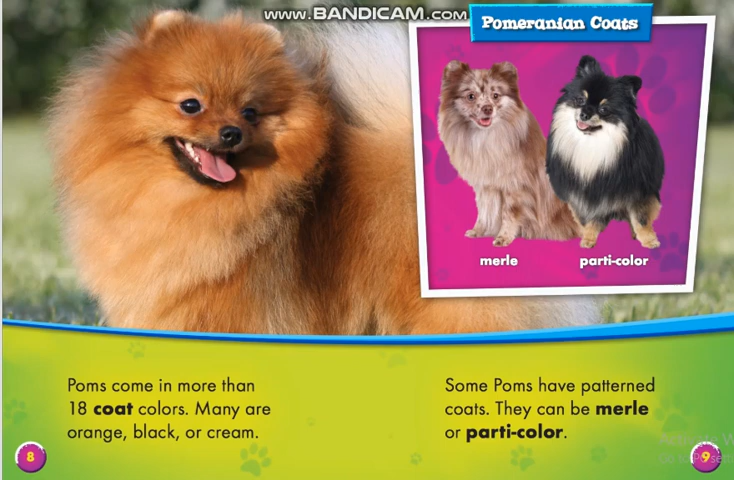 www.BANDICAM.com
Pomeranian Coats
merle
parti-color
Poms come in more than
18 coat colors. Many are
orange, black, or cream.
Some Poms have patterned
coats. They can be merle
or parti-color.
8
9